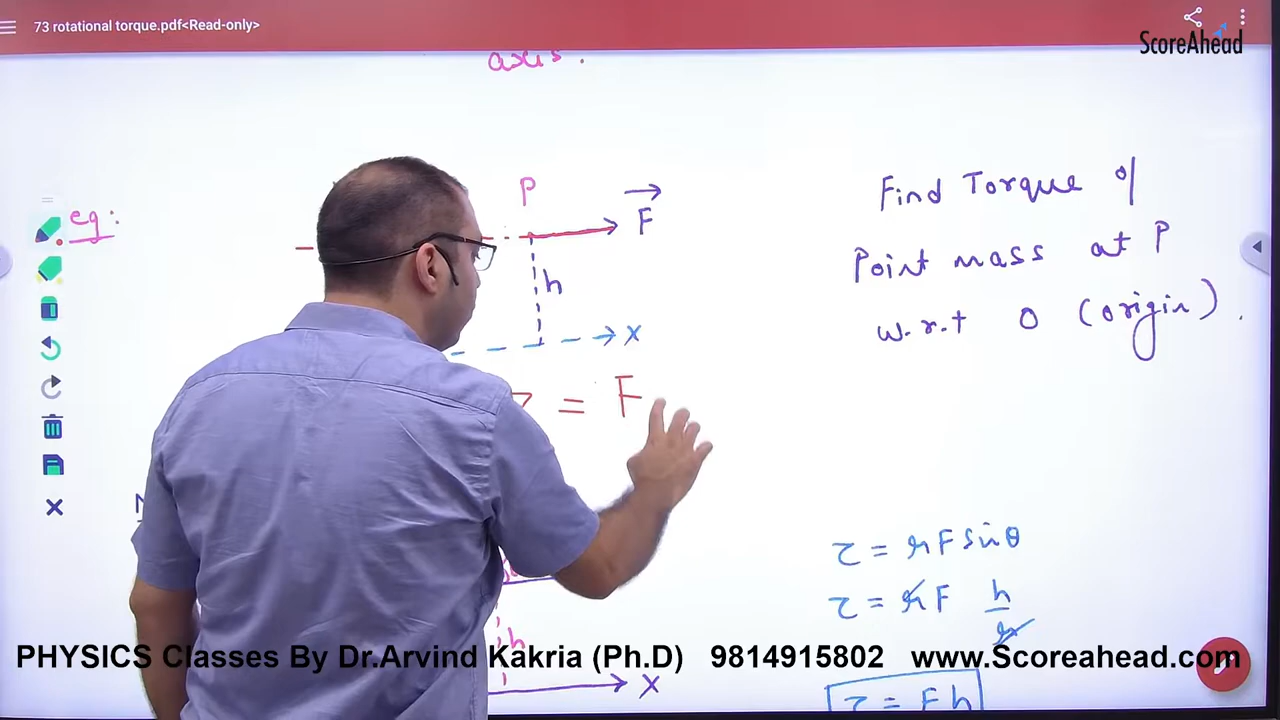 73 rotational torque.pdf<Read-only>
ScoreAhead
axis.
eg:
P
F
h
X
= F
Find Torque of
Point mass at P
w.r.t O (origin).
τ = rF sinθ
τ = rF h/r
τ = Fh
h
X
PHYSICS Classes By Dr.Arvind Kakria (Ph.D) 9814915802 www.Scoreahead.com